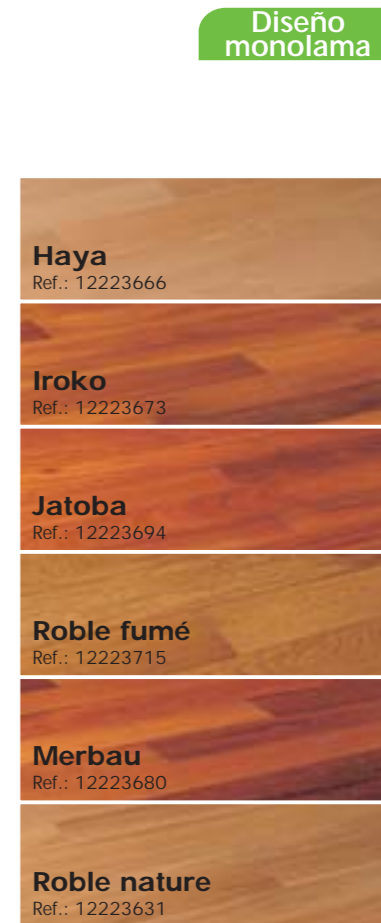 Diseño
monolama
Haya
Ref.: 12223666
Iroko
Ref.: 12223673
Jatoba
Ref.: 12223694
Roble fumé
Ref.: 12223715
Merbau
Ref.: 12223680
Roble nature
Ref.: 12223631